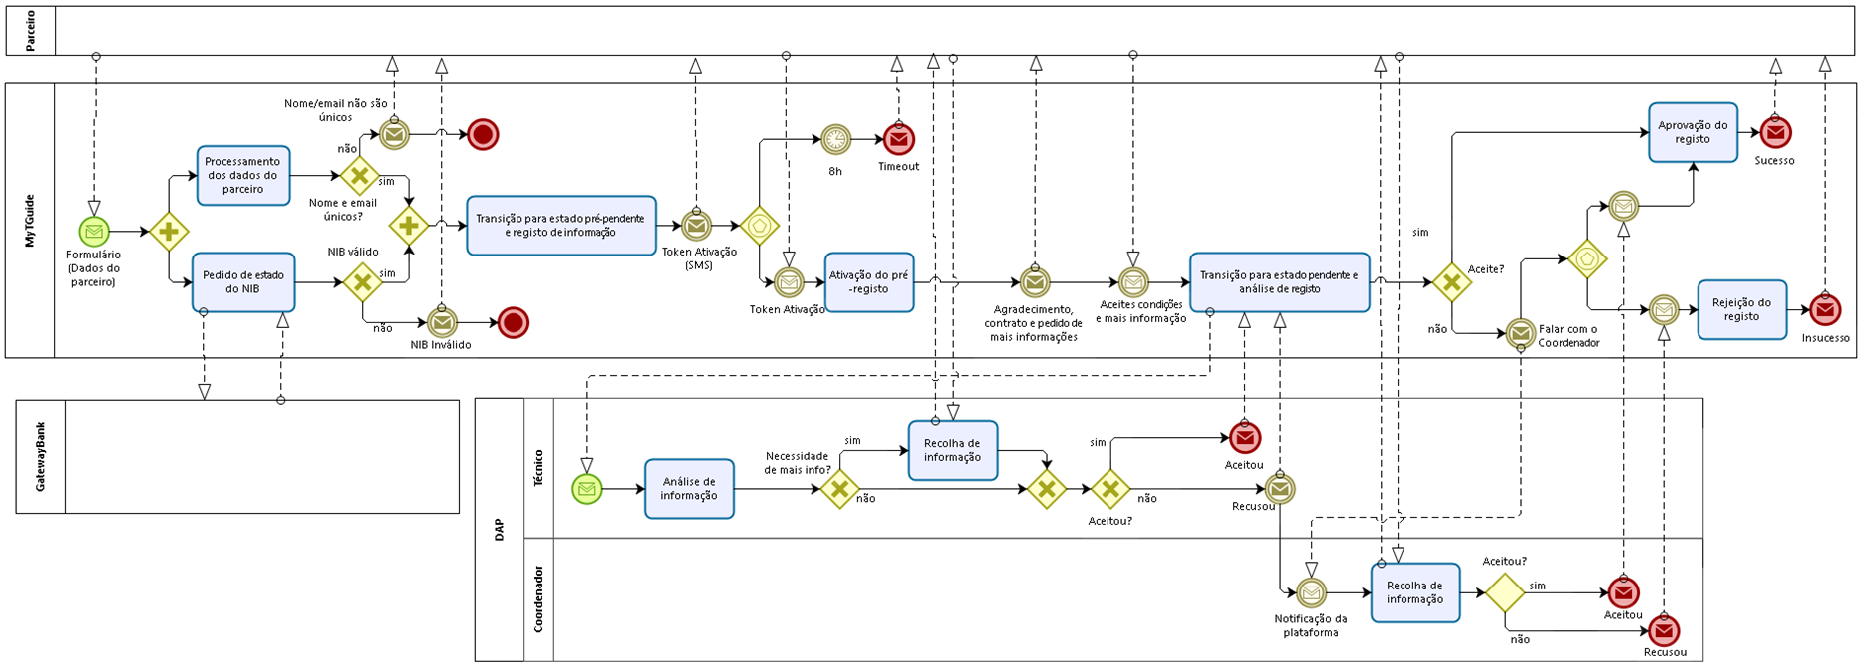 Parceiro
MyTGuide
Formulário
(Dados do
parceiro)
Processamento
dos dados do
parceiro
Pedido de estado
do NIB
Nome/email não são
únicos
não
sim
Nome e email
únicos?
NIB válido
sim
não
NIB Inválido
Transição para estado pré-pendente
e registo de informação
Token Ativação
(SMS)
8h
Timeout
Token Ativação
Ativação do pré
-registo
Agradecimento,
contrato e pedido de
mais informações
Aceites condições
e mais informação
Transição para estado pendente e
análise de registo
sim
Aceite?
não
Falar com o
Coordenador
Aprovação do
registo
Sucesso
Rejeição do
registo
Insucesso
GatewayBank
DAP
Técnico
Análise de
informação
Necessidade
de mais info?
sim
não
Recolha de
informação
sim
Aceitou?
não
Aceitou
Recusou
Coordenador
Notificação da
plataforma
Recolha de
informação
Aceitou?
sim
não
Aceitou
Recusou